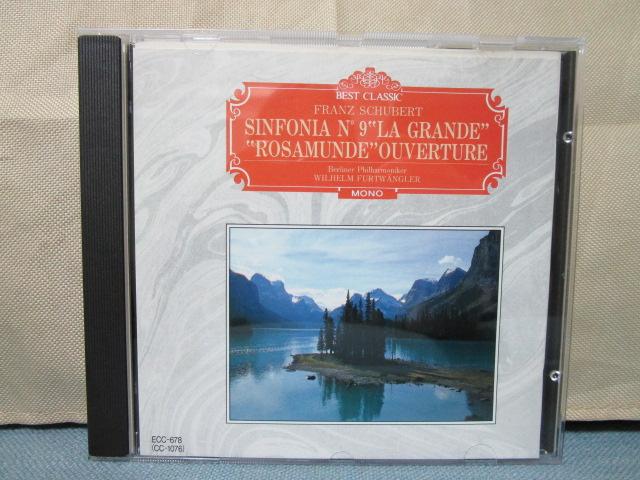 BEST CLASSIC
FRANZ SCHUBERT
SINFONIA Nº 9 "LA GRANDE"
"ROSAMUNDE" OUVERTURE
Berliner Philharmoniker
WILHELM FURTWÄNGLER
MONO
ECC-678
(CC-1076)